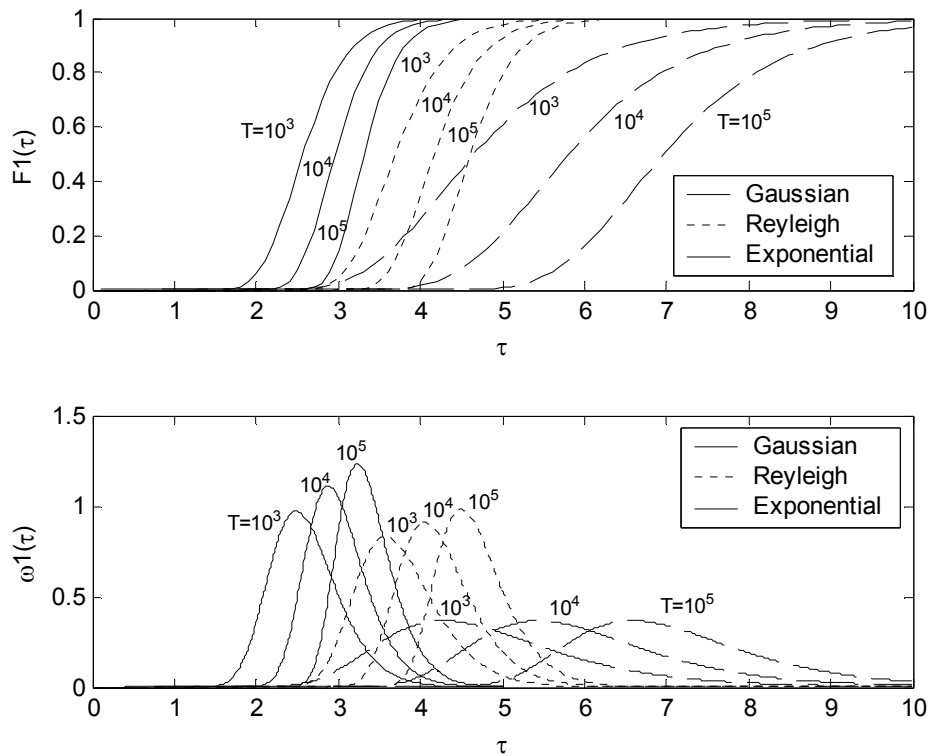 1
0.8
0.6
0.4
0.2
0
F1(τ)
T=10³
10⁴
10⁵
10³
10⁴
10⁵
10³
10⁴
T=10⁵
Gaussian
Reyleigh
Exponential
0 1 2 3 4 5 6 7 8 9 10
τ
1.5
1
0.5
0
ω1(τ)
T=10³
10⁴
10⁵
10³
10⁴
10⁵
10³
10⁴
T=10⁵
Gaussian
Reyleigh
Exponential
0 1 2 3 4 5 6 7 8 9 10
τ